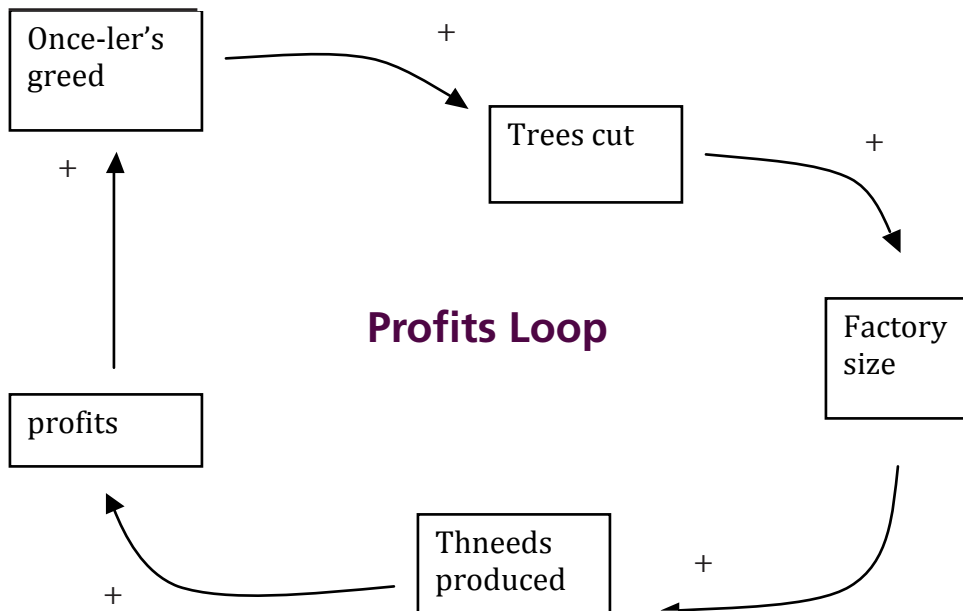 Once-ler’s
greed
+
Trees cut
+
+
Profits Loop
Factory
size
profits
Thneeds
produced
+
+